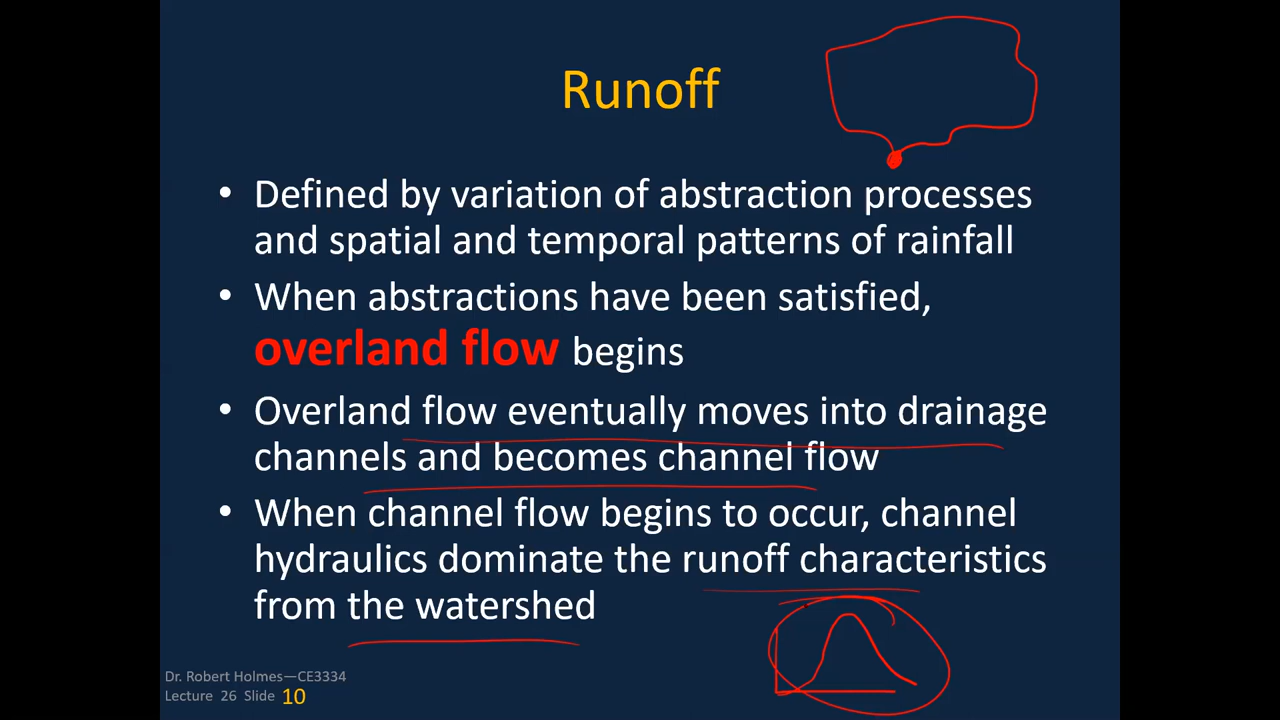 Runoff
• Defined by variation of abstraction processes
and spatial and temporal patterns of rainfall
• When abstractions have been satisfied,
overland flow begins
• Overland flow eventually moves into drainage
channels and becomes channel flow
• When channel flow begins to occur, channel
hydraulics dominate the runoff characteristics
from the watershed
Dr. Robert Holmes—CE3334
Lecture 26 Slide 10